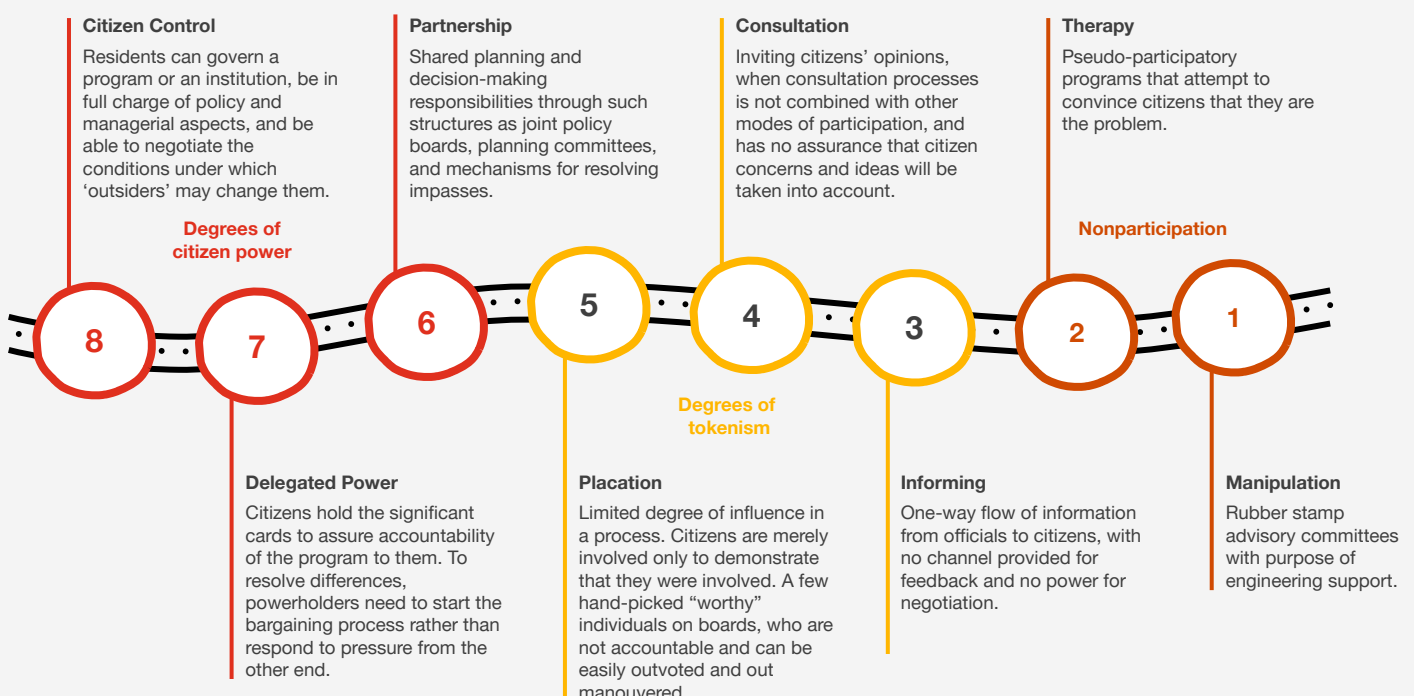 Citizen Control
Residents can govern a
program or an institution, be in
full charge of policy and
managerial aspects, and be
able to negotiate the
conditions under which
‘outsiders’ may change them.
Partnership
Shared planning and
decision-making
responsibilities through such
structures as joint policy
boards, planning committees,
and mechanisms for resolving
impasses.
Consultation
Inviting citizens’ opinions,
when consultation processes
is not combined with other
modes of participation, and
has no assurance that citizen
concerns and ideas will be
taken into account.
Therapy
Pseudo-participatory
programs that attempt to
convince citizens that they are
the problem.
Degrees of
citizen power
Nonparticipation
8
7
6
5
4
3
2
1
Degrees of
tokenism
Delegated Power
Citizens hold the significant
cards to assure accountability
of the program to them. To
resolve differences,
powerholders need to start the
bargaining process rather than
respond to pressure from the
other end.
Placation
Limited degree of influence in
a process. Citizens are merely
involved only to demonstrate
that they were involved. A few
hand-picked “worthy”
individuals on boards, who are
not accountable and can be
easily outvoted and out
manouvered
Informing
One-way flow of information
from officials to citizens, with
no channel provided for
feedback and no power for
negotiation.
Manipulation
Rubber stamp
advisory committees
with purpose of
engineering support.